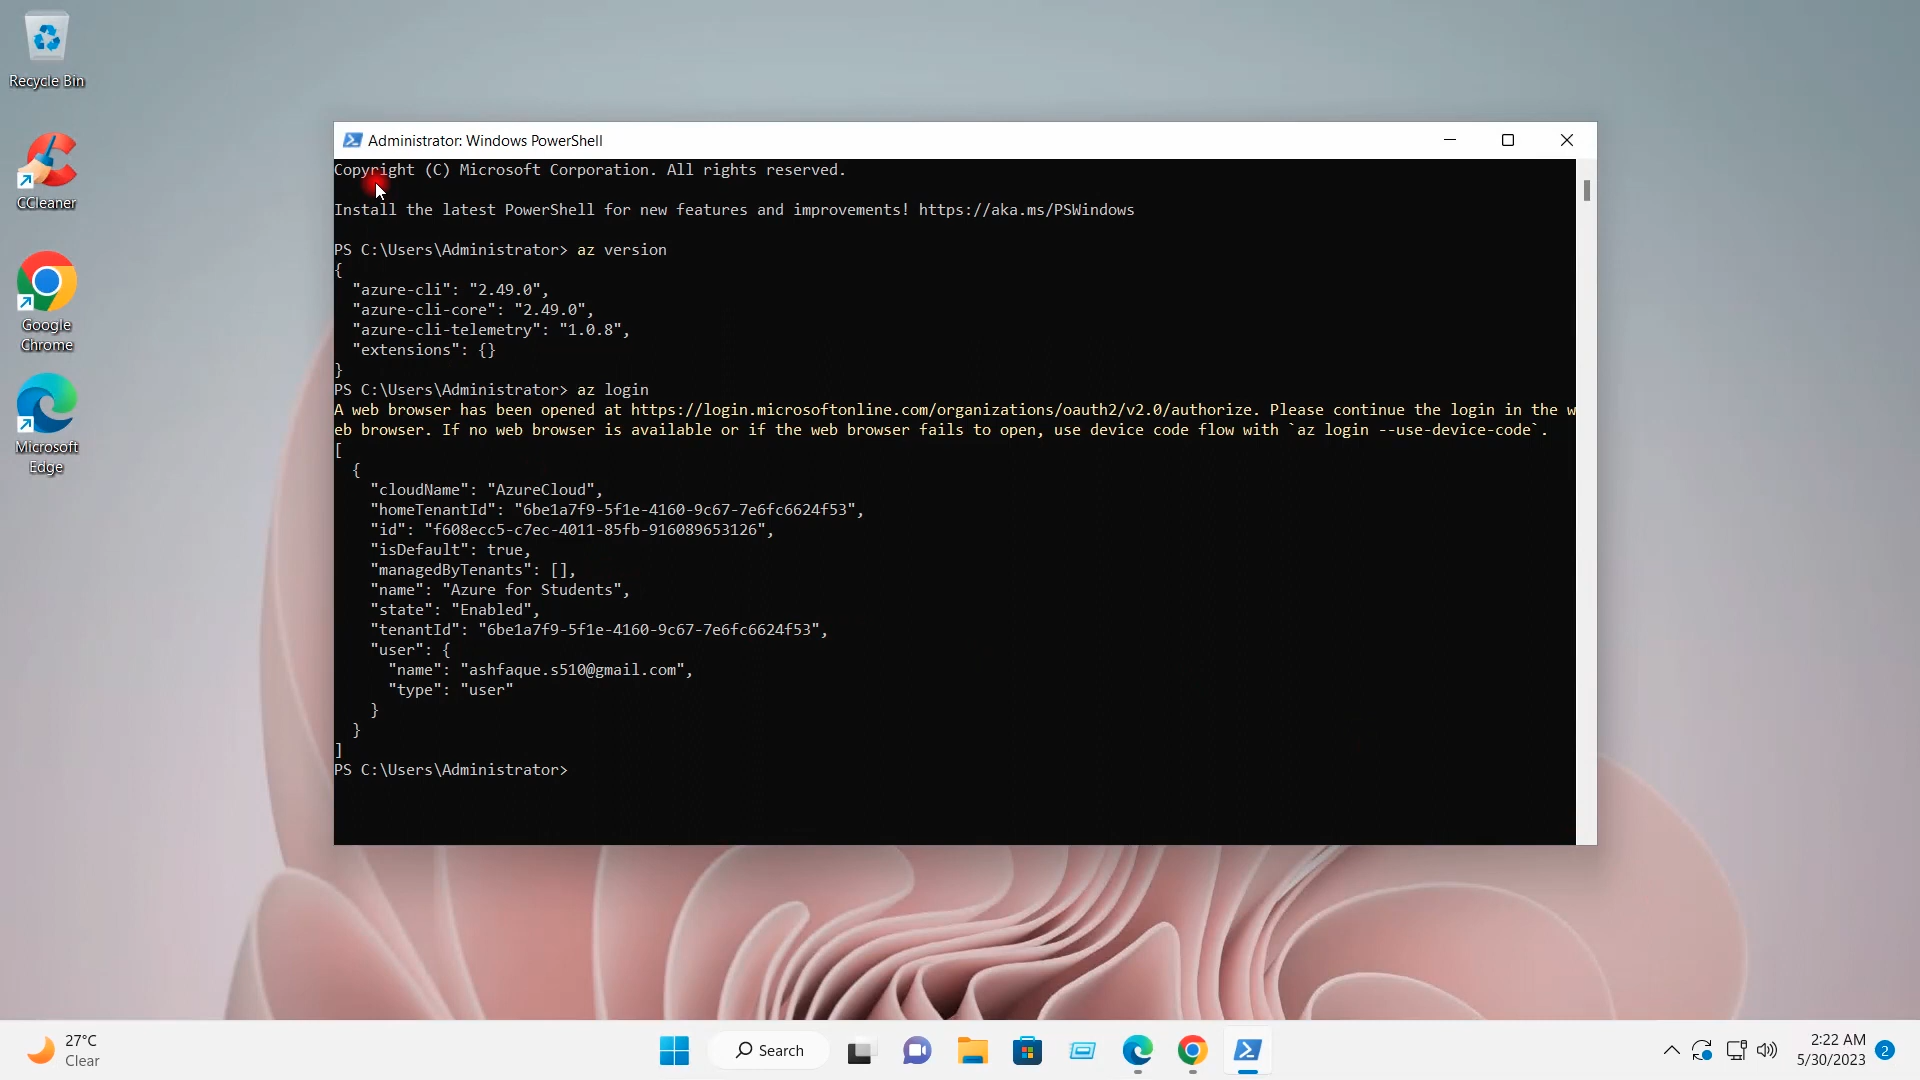 Recycle Bin
CCleaner
Google
Chrome
Microsoft
Edge
Administrator: Windows PowerShell
Copyright (C) Microsoft Corporation. All rights reserved.
Install the latest PowerShell for new features and improvements! https://aka.ms/PSWindows
PS C:\Users\Administrator> az version
{
  "azure-cli": "2.49.0",
  "azure-cli-core": "2.49.0",
  "azure-cli-telemetry": "1.0.8",
  "extensions": {}
}
PS C:\Users\Administrator> az login
A web browser has been opened at https://login.microsoftonline.com/organizations/oauth2/v2.0/authorize. Please continue the login in the w
eb browser. If no web browser is available or if the web browser fails to open, use device code flow with `az login --use-device-code`.
[
  {
    "cloudName": "AzureCloud",
    "homeTenantId": "6be1a7f9-5f1e-4160-9c67-7e6fc6624f53",
    "id": "f608ecc5-c7ec-4011-85fb-916089653126",
    "isDefault": true,
    "managedByTenants": [],
    "name": "Azure for Students",
    "state": "Enabled",
    "tenantId": "6be1a7f9-5f1e-4160-9c67-7e6fc6624f53",
    "user": {
      "name": "ashfaque.s510@gmail.com",
      "type": "user"
    }
  }
]
PS C:\Users\Administrator>
27°C
Clear
Search
2:22 AM
5/30/2023
2